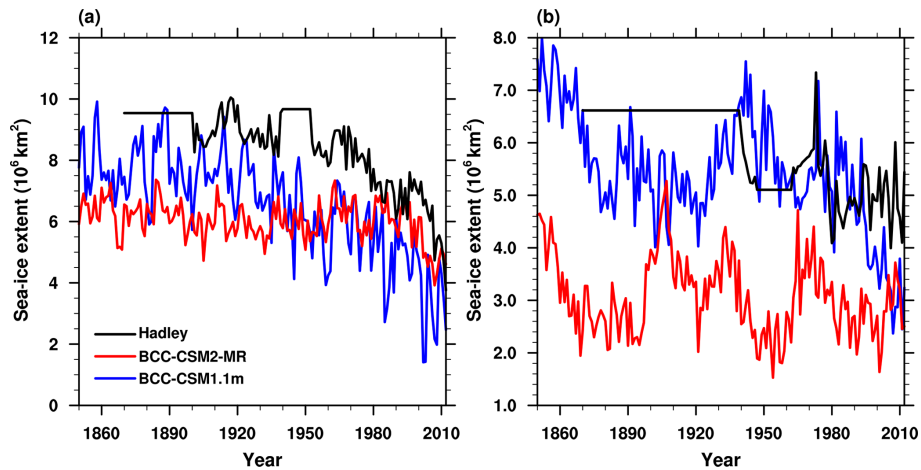 (a)
Sea-ice extent (10⁶ km²)
12
10
8
6
4
2
0
Hadley
BCC-CSM2-MR
BCC-CSM1.1m
1860 1890 1920 1950 1980 2010
Year
(b)
Sea-ice extent (10⁶ km²)
8.0
7.0
6.0
5.0
4.0
3.0
2.0
1.0
1860 1890 1920 1950 1980 2010
Year